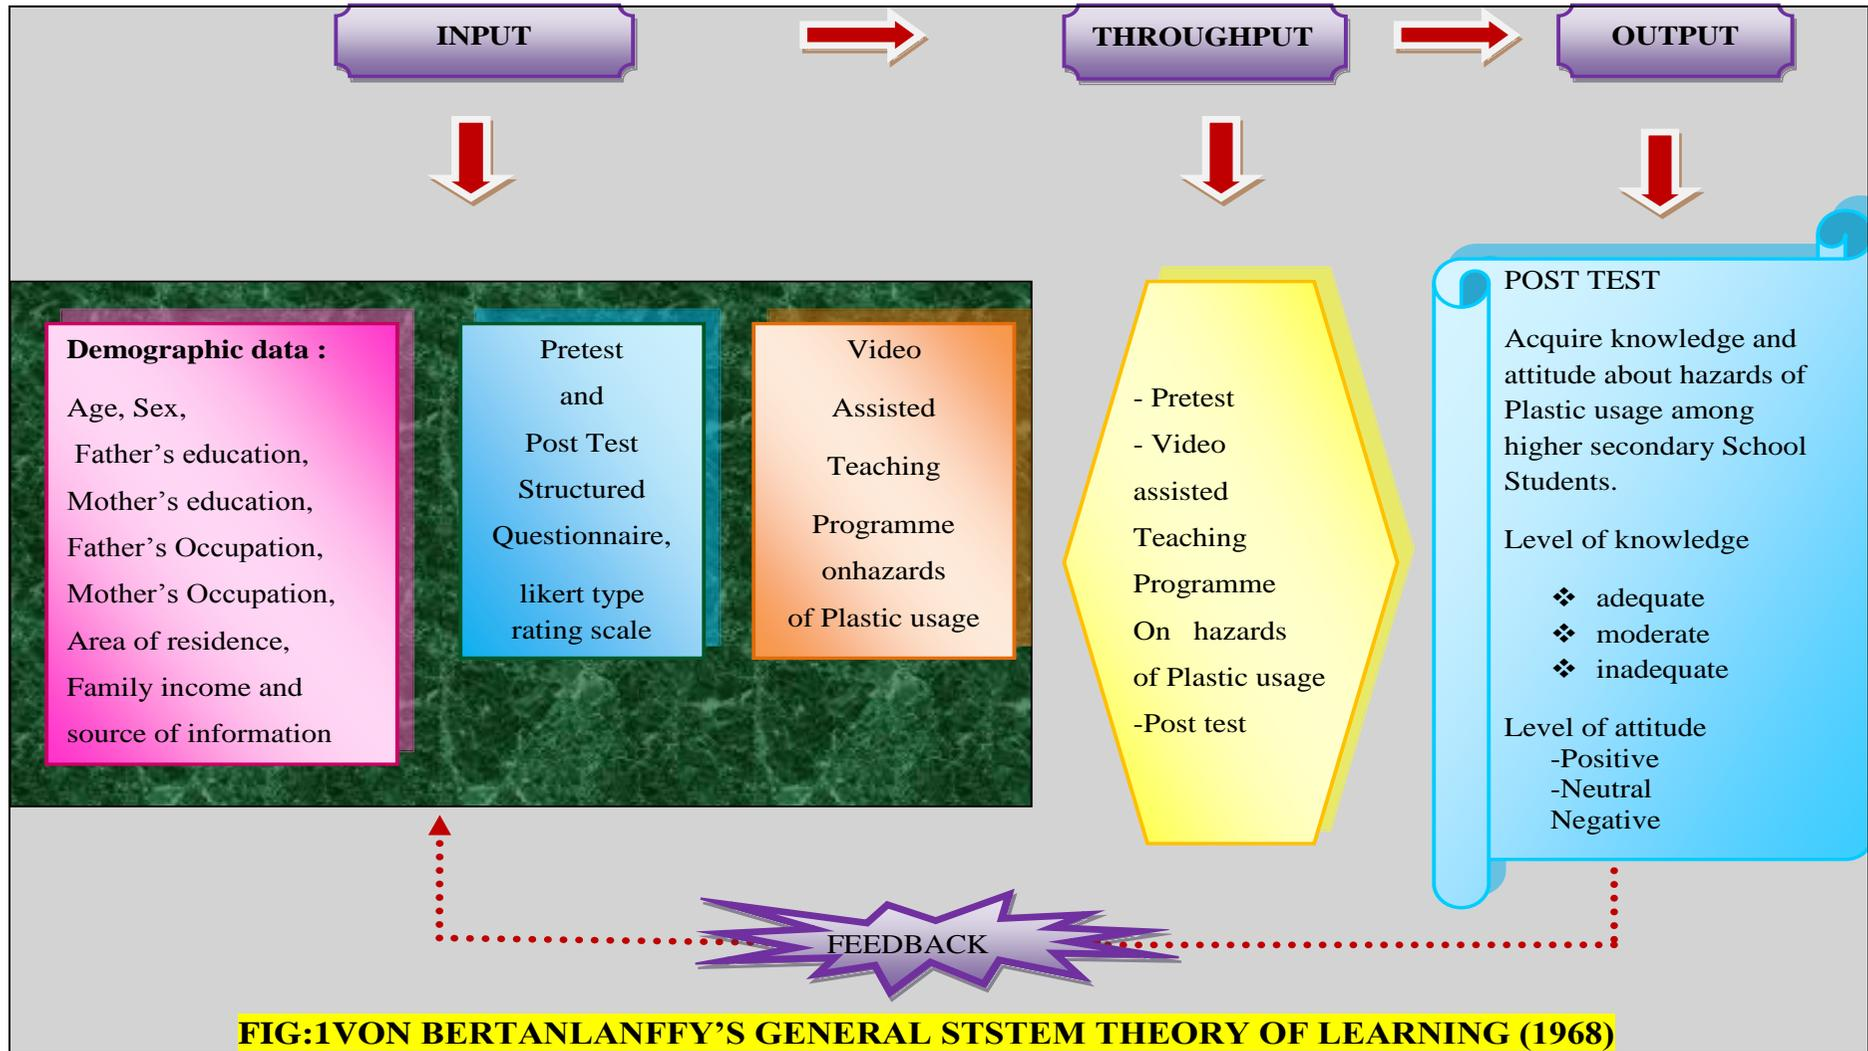 INPUT
THROUGHPUT
OUTPUT
Demographic data :
Age, Sex,
Father’s education,
Mother’s education,
Father’s Occupation,
Mother’s Occupation,
Area of residence,
Family income and
source of information
Pretest
and
Post Test
Structured
Questionnaire,
likert type
rating scale
Video
Assisted
Teaching
Programme
onhazards
of Plastic usage
- Pretest
- Video
assisted
Teaching
Programme
On hazards
of Plastic usage
-Post test
POST TEST
Acquire knowledge and
attitude about hazards of
Plastic usage among
higher secondary School
Students.
Level of knowledge
❖ adequate
❖ moderate
❖ inadequate
Level of attitude
-Positive
-Neutral
Negative
FEEDBACK
FIG:1VON BERTANLANFFY’S GENERAL STSTEM THEORY OF LEARNING (1968)